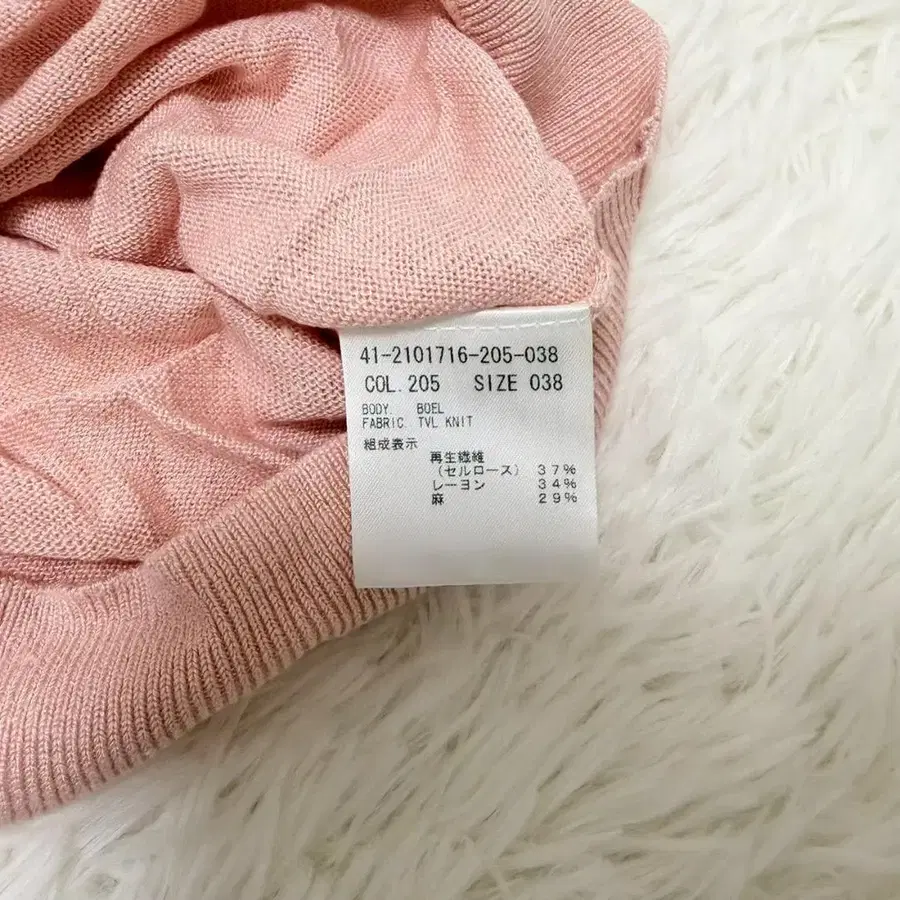 41-2101716-205-038
COL.205 SIZE 038
BODY. BOEL
FABRIC. TVL KNIT
組成表示
再生繊維
(セルロース) 37%
レーヨン 34%
麻 29%